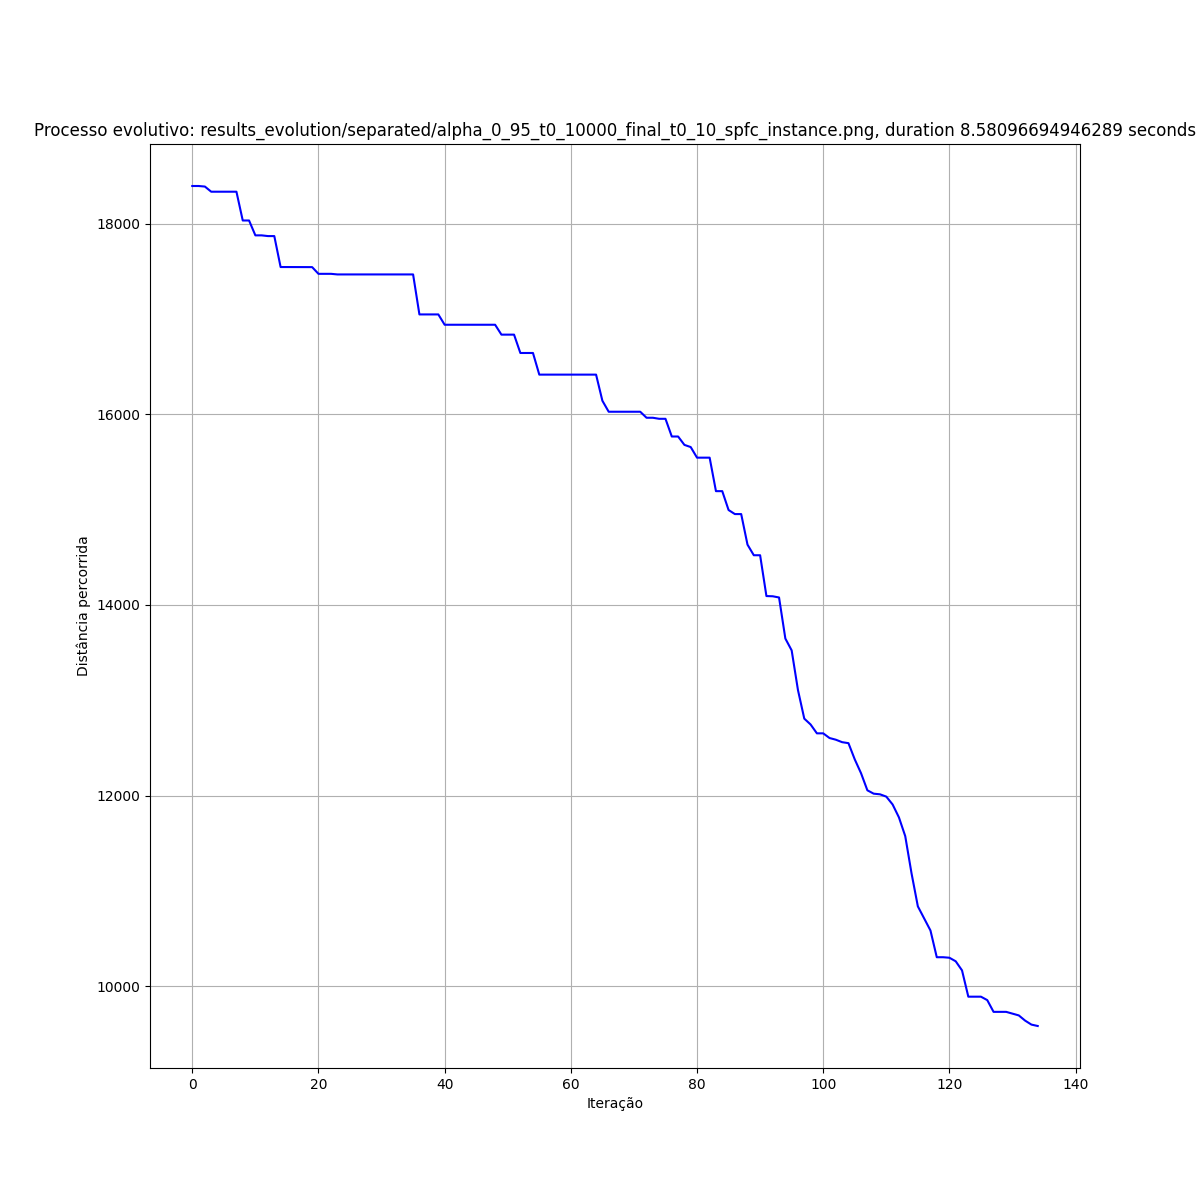 Processo evolutivo: results_evolution/separated/alpha_0_95_t0_10000_final_t0_10_spfc_instance.png, duration 8.58096694946289 seconds
18000
16000
14000
12000
10000
Distância percorrida
0 20 40 60 80 100 120 140
Iteração